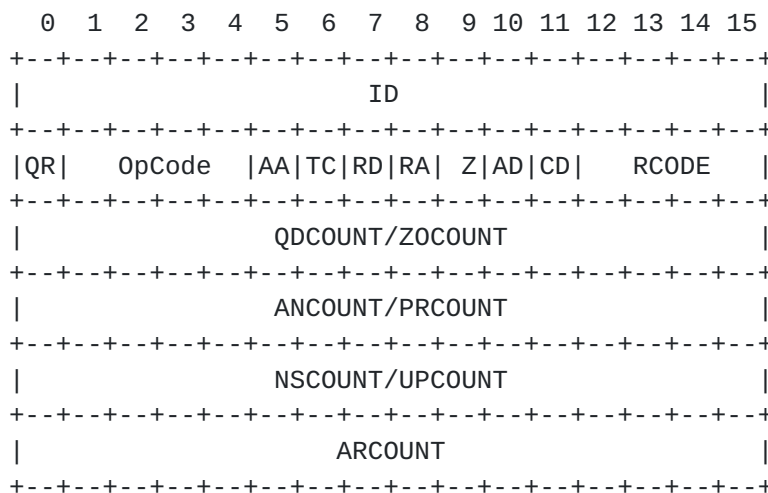 0 1 2 3 4 5 6 7 8 9 10 11 12 13 14 15
+--+--+--+--+--+--+--+--+--+--+--+--+--+--+--+--+
| ID |
+--+--+--+--+--+--+--+--+--+--+--+--+--+--+--+--+
|QR| OpCode |AA|TC|RD|RA| Z|AD|CD| RCODE |
+--+--+--+--+--+--+--+--+--+--+--+--+--+--+--+--+
| QDCOUNT/ZOCOUNT |
+--+--+--+--+--+--+--+--+--+--+--+--+--+--+--+--+
| ANCOUNT/PRCOUNT |
+--+--+--+--+--+--+--+--+--+--+--+--+--+--+--+--+
| NSCOUNT/UPCOUNT |
+--+--+--+--+--+--+--+--+--+--+--+--+--+--+--+--+
| ARCOUNT |
+--+--+--+--+--+--+--+--+--+--+--+--+--+--+--+--+